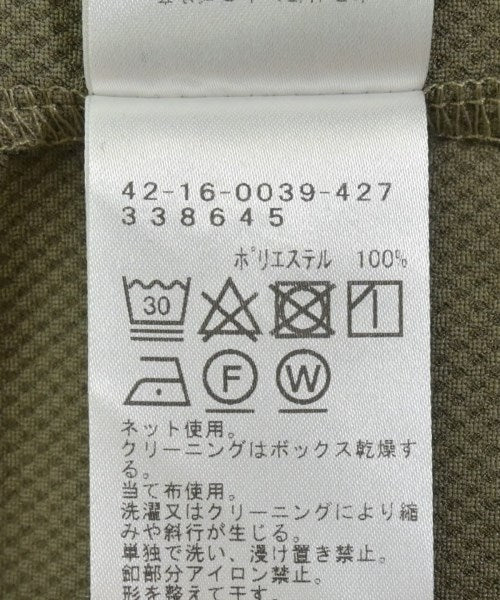 42-16-0039-427
338645
ポリエステル 100%
30
F W
ネット使用。
クリーニングはボックス乾燥す
る。
当て布使用。
洗濯又はクリーニングにより縮
みや斜行が生じる。
単独で洗い、浸け置き禁止。
釦部分アイロン禁止。
形を整えて干す。